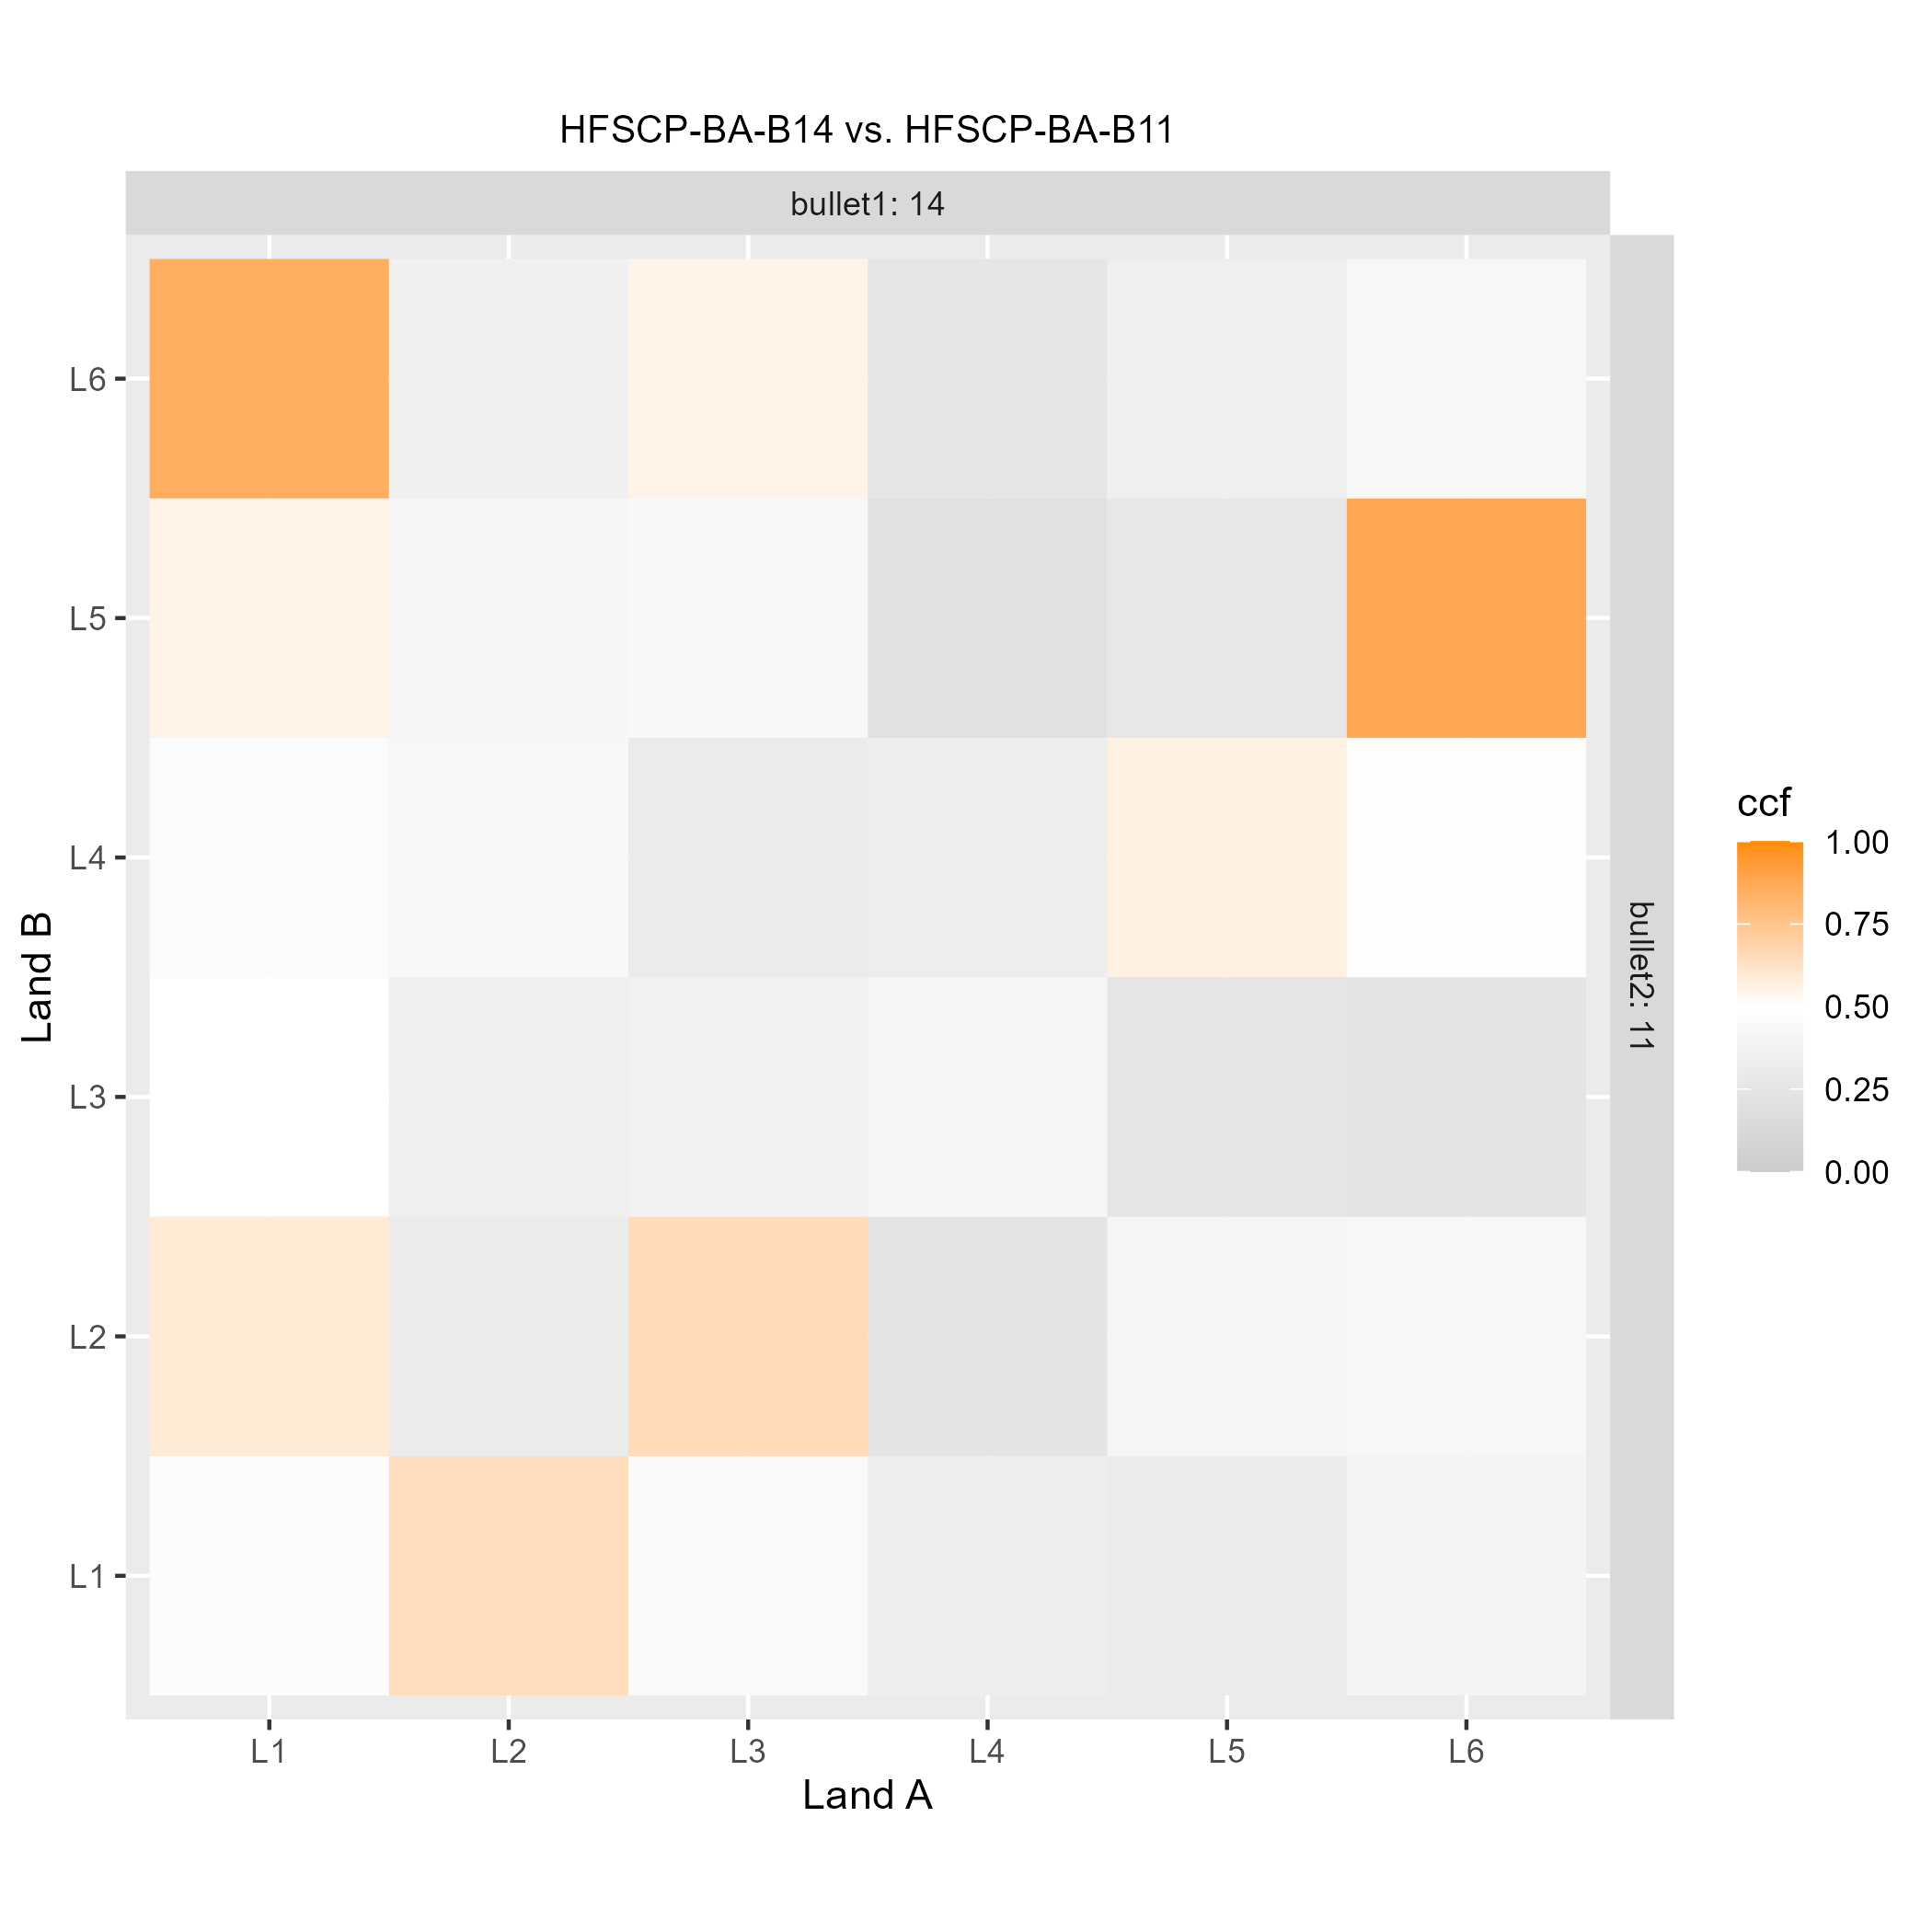 HFSCP-BA-B14 vs. HFSCP-BA-B11
bullet1: 14
bullet2: 11
Land B
L6
L5
L4
L3
L2
L1
L1 L2 L3 L4 L5 L6
Land A
ccf
1.00
0.75
0.50
0.25
0.00